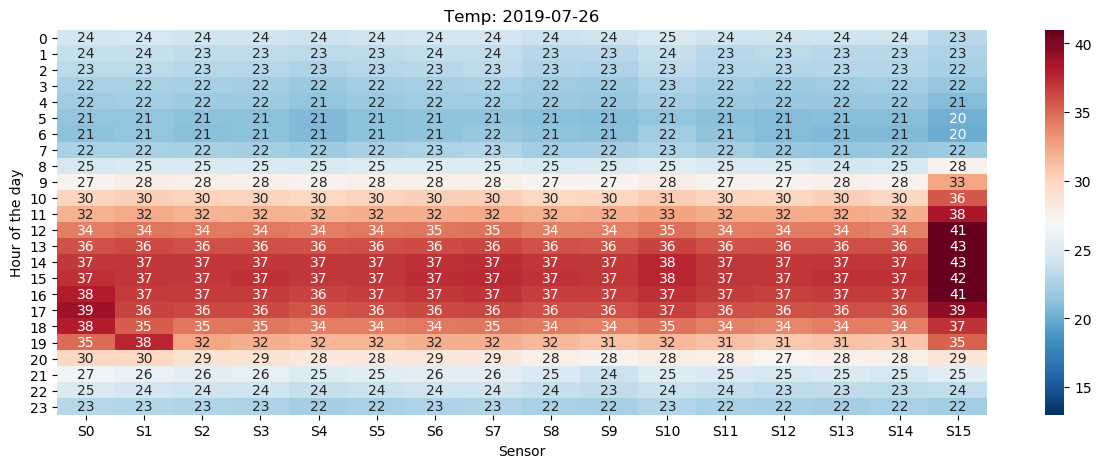 Temp: 2019-07-26
Hour of the day
0 24 24 24 24 24 24 24 24 24 24 25 24 24 24 24 23
1 24 24 23 23 23 23 24 24 23 23 24 23 23 23 23 23
2 23 23 23 23 23 23 23 23 23 23 23 23 23 23 23 22
3 22 22 22 22 22 22 22 22 22 22 23 22 22 22 22 22
4 22 22 22 22 21 22 22 22 22 22 22 22 22 22 22 21
5 21 21 21 21 21 21 21 21 21 21 21 21 21 21 21 20
6 21 21 21 21 21 21 21 22 21 21 22 21 21 21 21 20
7 22 22 22 22 22 22 23 23 22 22 23 22 22 21 22 22
8 25 25 25 25 25 25 25 25 25 25 25 25 25 24 25 28
9 27 28 28 28 28 28 28 28 27 27 28 27 27 28 28 33
10 30 30 30 30 30 30 30 30 30 30 31 30 30 30 30 36
11 32 32 32 32 32 32 32 32 32 32 33 32 32 32 32 38
12 34 34 34 34 34 34 35 35 34 34 35 34 34 34 34 41
13 36 36 36 36 36 36 36 36 36 36 36 36 36 36 36 43
14 37 37 37 37 37 37 37 37 37 37 38 37 37 37 37 43
15 37 37 37 37 37 37 37 37 37 37 38 37 37 37 37 42
16 38 37 37 37 36 37 37 37 37 37 37 37 37 37 37 41
17 39 36 36 36 36 36 36 36 36 36 37 36 36 36 36 39
18 38 35 35 35 34 34 34 35 34 34 35 34 34 34 34 37
19 35 38 32 32 32 32 32 32 32 31 32 31 31 31 31 35
20 30 30 29 29 28 28 29 29 28 28 28 28 27 28 28 29
21 27 26 26 26 25 25 26 26 25 24 25 25 25 25 25 25
22 25 24 24 24 24 24 24 24 24 23 24 24 23 23 23 24
23 23 23 23 23 22 22 23 23 22 22 23 22 22 22 22 22
S0 S1 S2 S3 S4 S5 S6 S7 S8 S9 S10 S11 S12 S13 S14 S15
Sensor
40
35
30
25
20
15